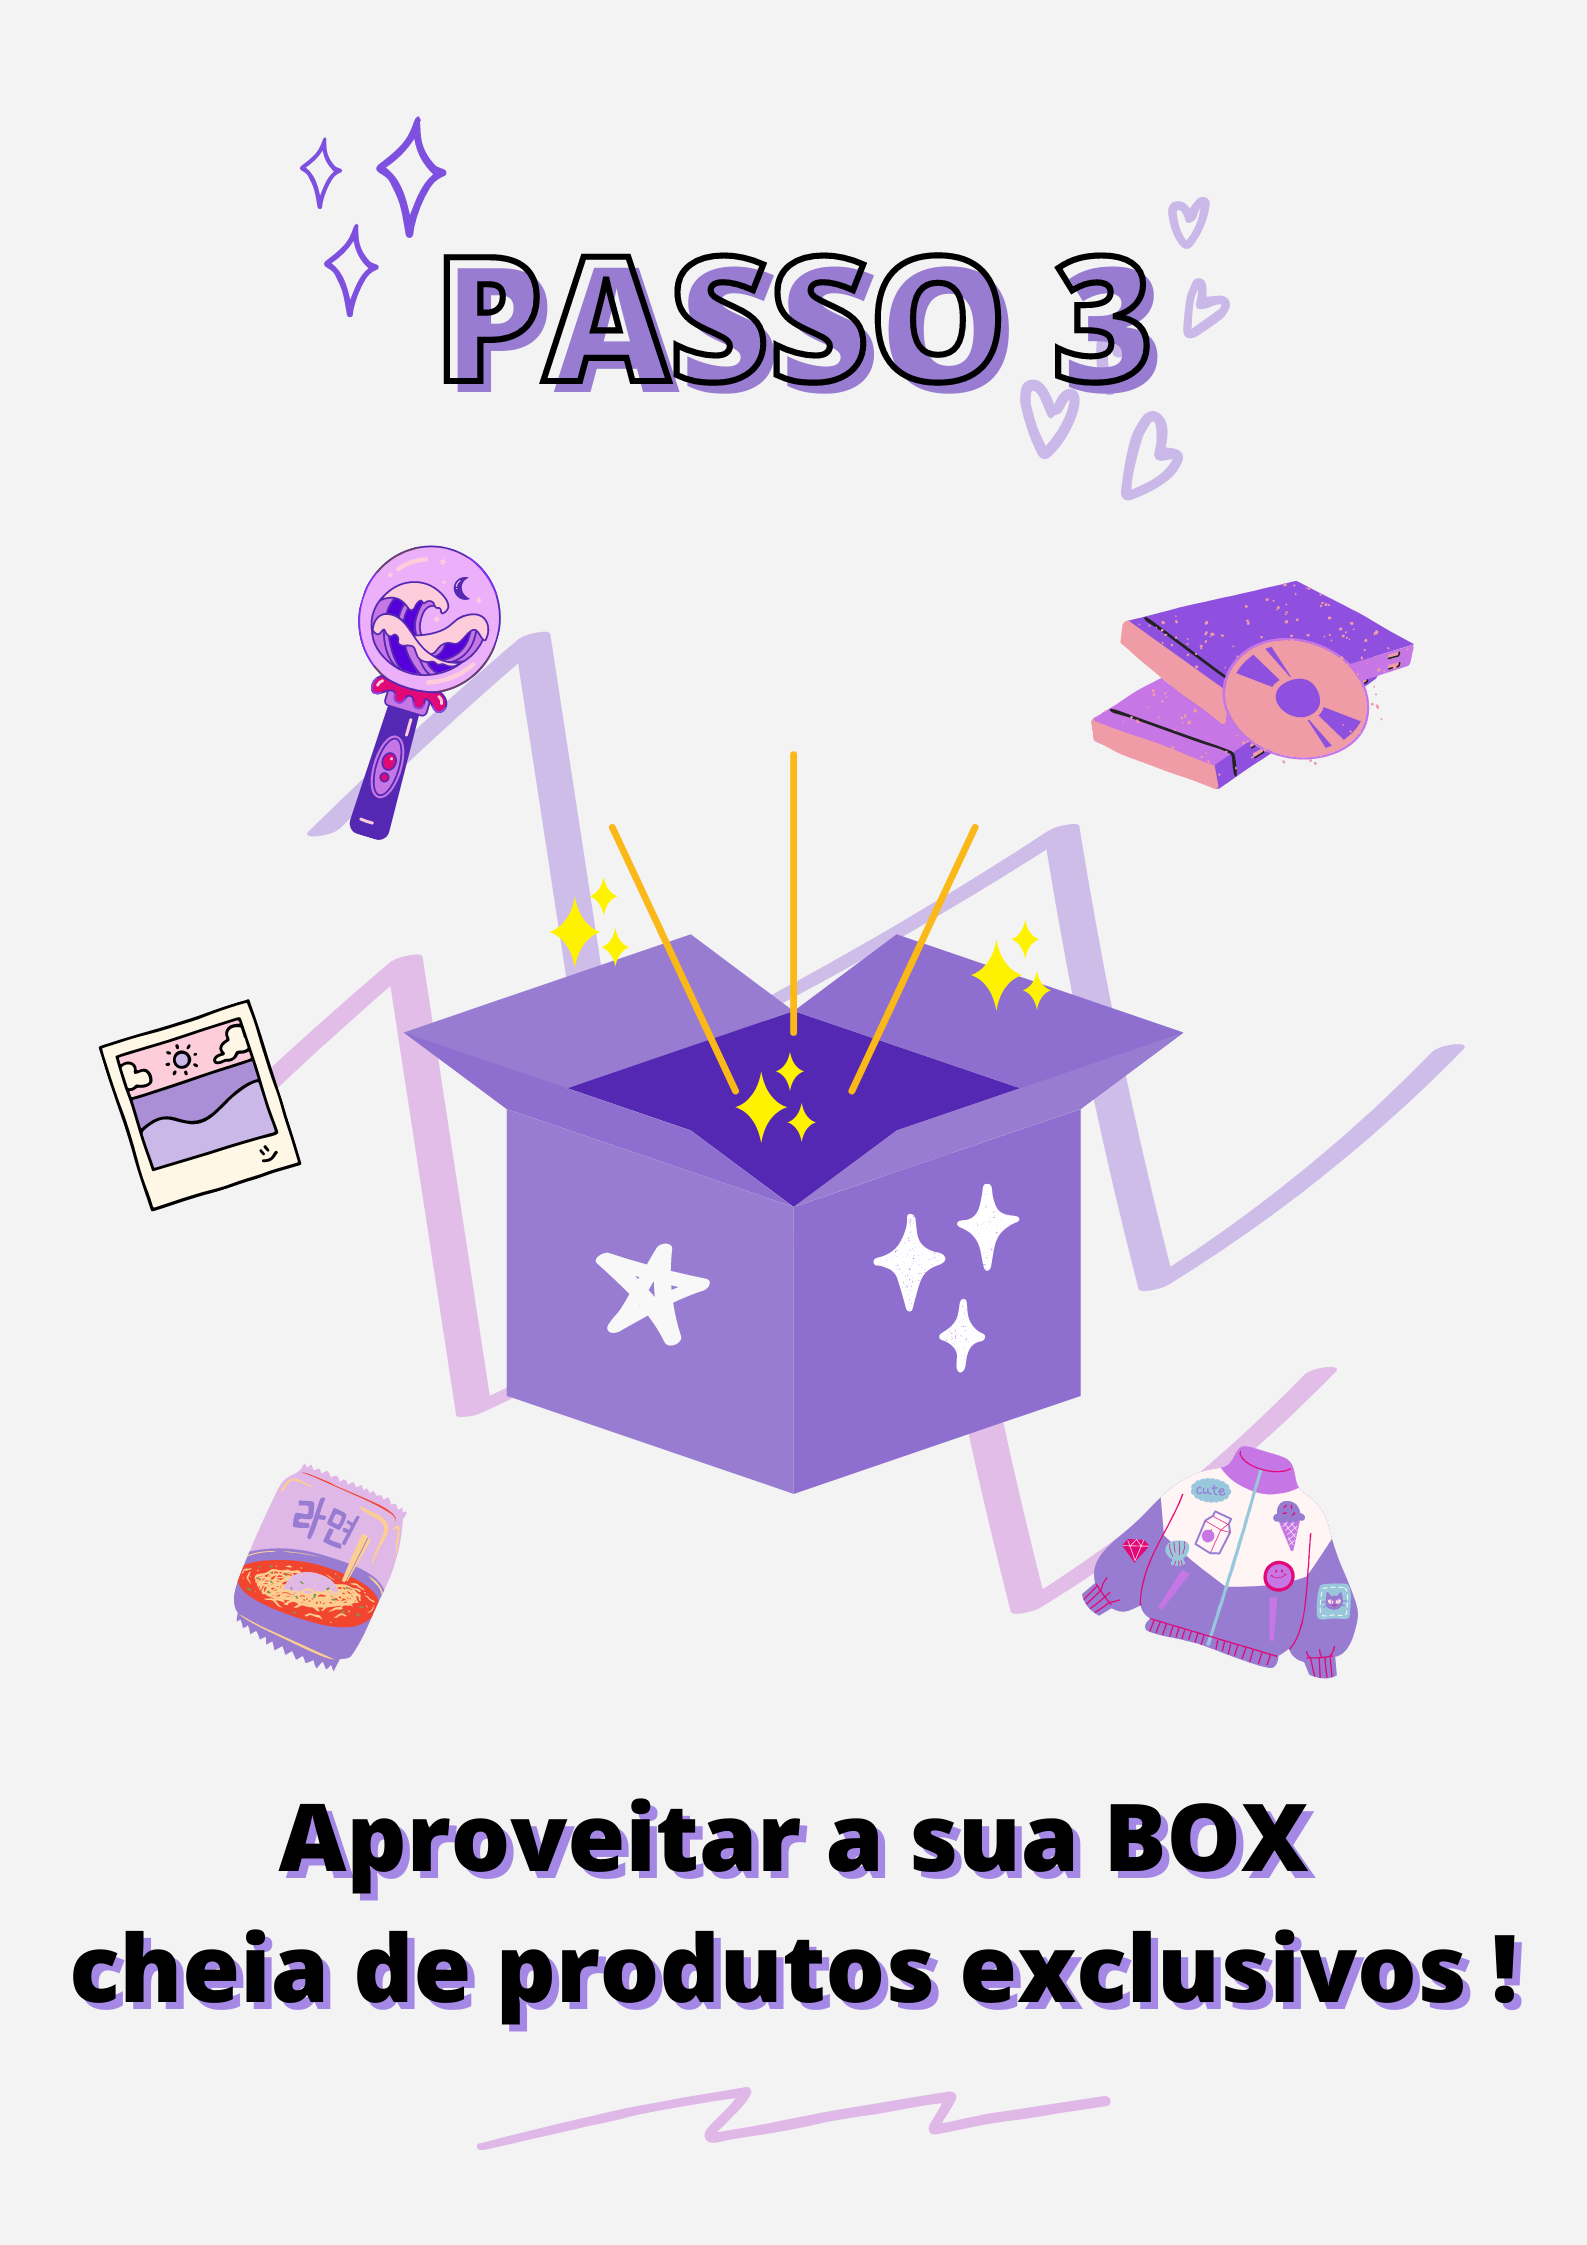 PASSO 3
라면
cute
Aproveitar a sua BOX
cheia de produtos exclusivos !